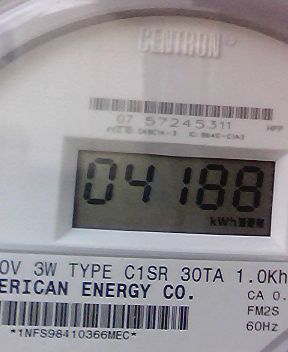 CENTRON®
07 57245311
HPP
04188
kWh
0V 3W TYPE C1SR 30TA 1.0Kh
ERICAN ENERGY CO.
CA 0.
FM2S
*1NFS98410366MEC*
60Hz